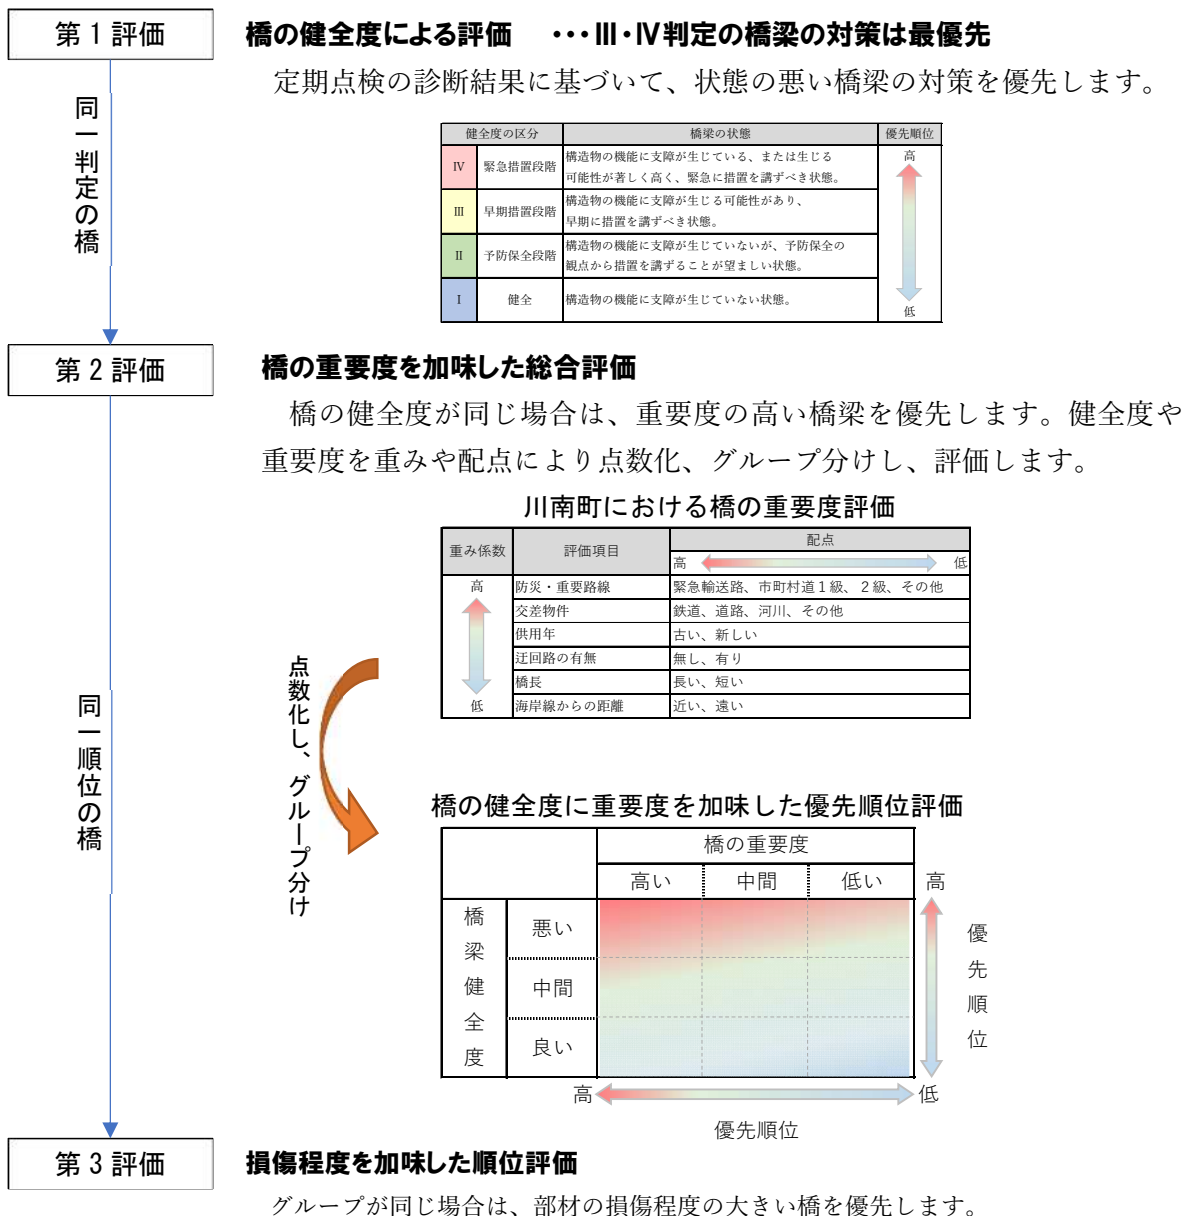 第1評価
橋の健全度による評価　・・・Ⅲ・Ⅳ判定の橋梁の対策は最優先
定期点検の診断結果に基づいて、状態の悪い橋梁の対策を優先します。
同一判定の橋
健全度の区分 橋梁の状態 優先順位
Ⅳ 緊急措置段階 構造物の機能に支障が生じている、または生じる
可能性が著しく高く、緊急に措置を講ずべき状態。
高
Ⅲ 早期措置段階 構造物の機能に支障が生じる可能性があり、
早期に措置を講ずべき状態。
Ⅱ 予防保全段階 構造物の機能に支障が生じていないが、予防保全の
観点から措置を講ずることが望ましい状態。
Ⅰ 健全 構造物の機能に支障が生じていない状態。
低
第2評価
橋の重要度を加味した総合評価
橋の健全度が同じ場合は、重要度の高い橋梁を優先します。健全度や
重要度を重みや配点により点数化、グループ分けし、評価します。
川南町における橋の重要度評価
重み係数 評価項目 配点
高 低
高 防災・重要路線 緊急輸送路、市町村道1級、2級、その他
交差物件 鉄道、道路、河川、その他
供用年 古い、新しい
迂回路の有無 無し、有り
橋長 長い、短い
低 海岸線からの距離 近い、遠い
点数化し、グループ分け
同一順位の橋
橋の健全度に重要度を加味した優先順位評価
橋の重要度
高い 中間 低い 高
橋梁健全度
悪い
中間
良い
優先順位
高 低
優先順位
第3評価
損傷程度を加味した順位評価
グループが同じ場合は、部材の損傷程度の大きい橋を優先します。